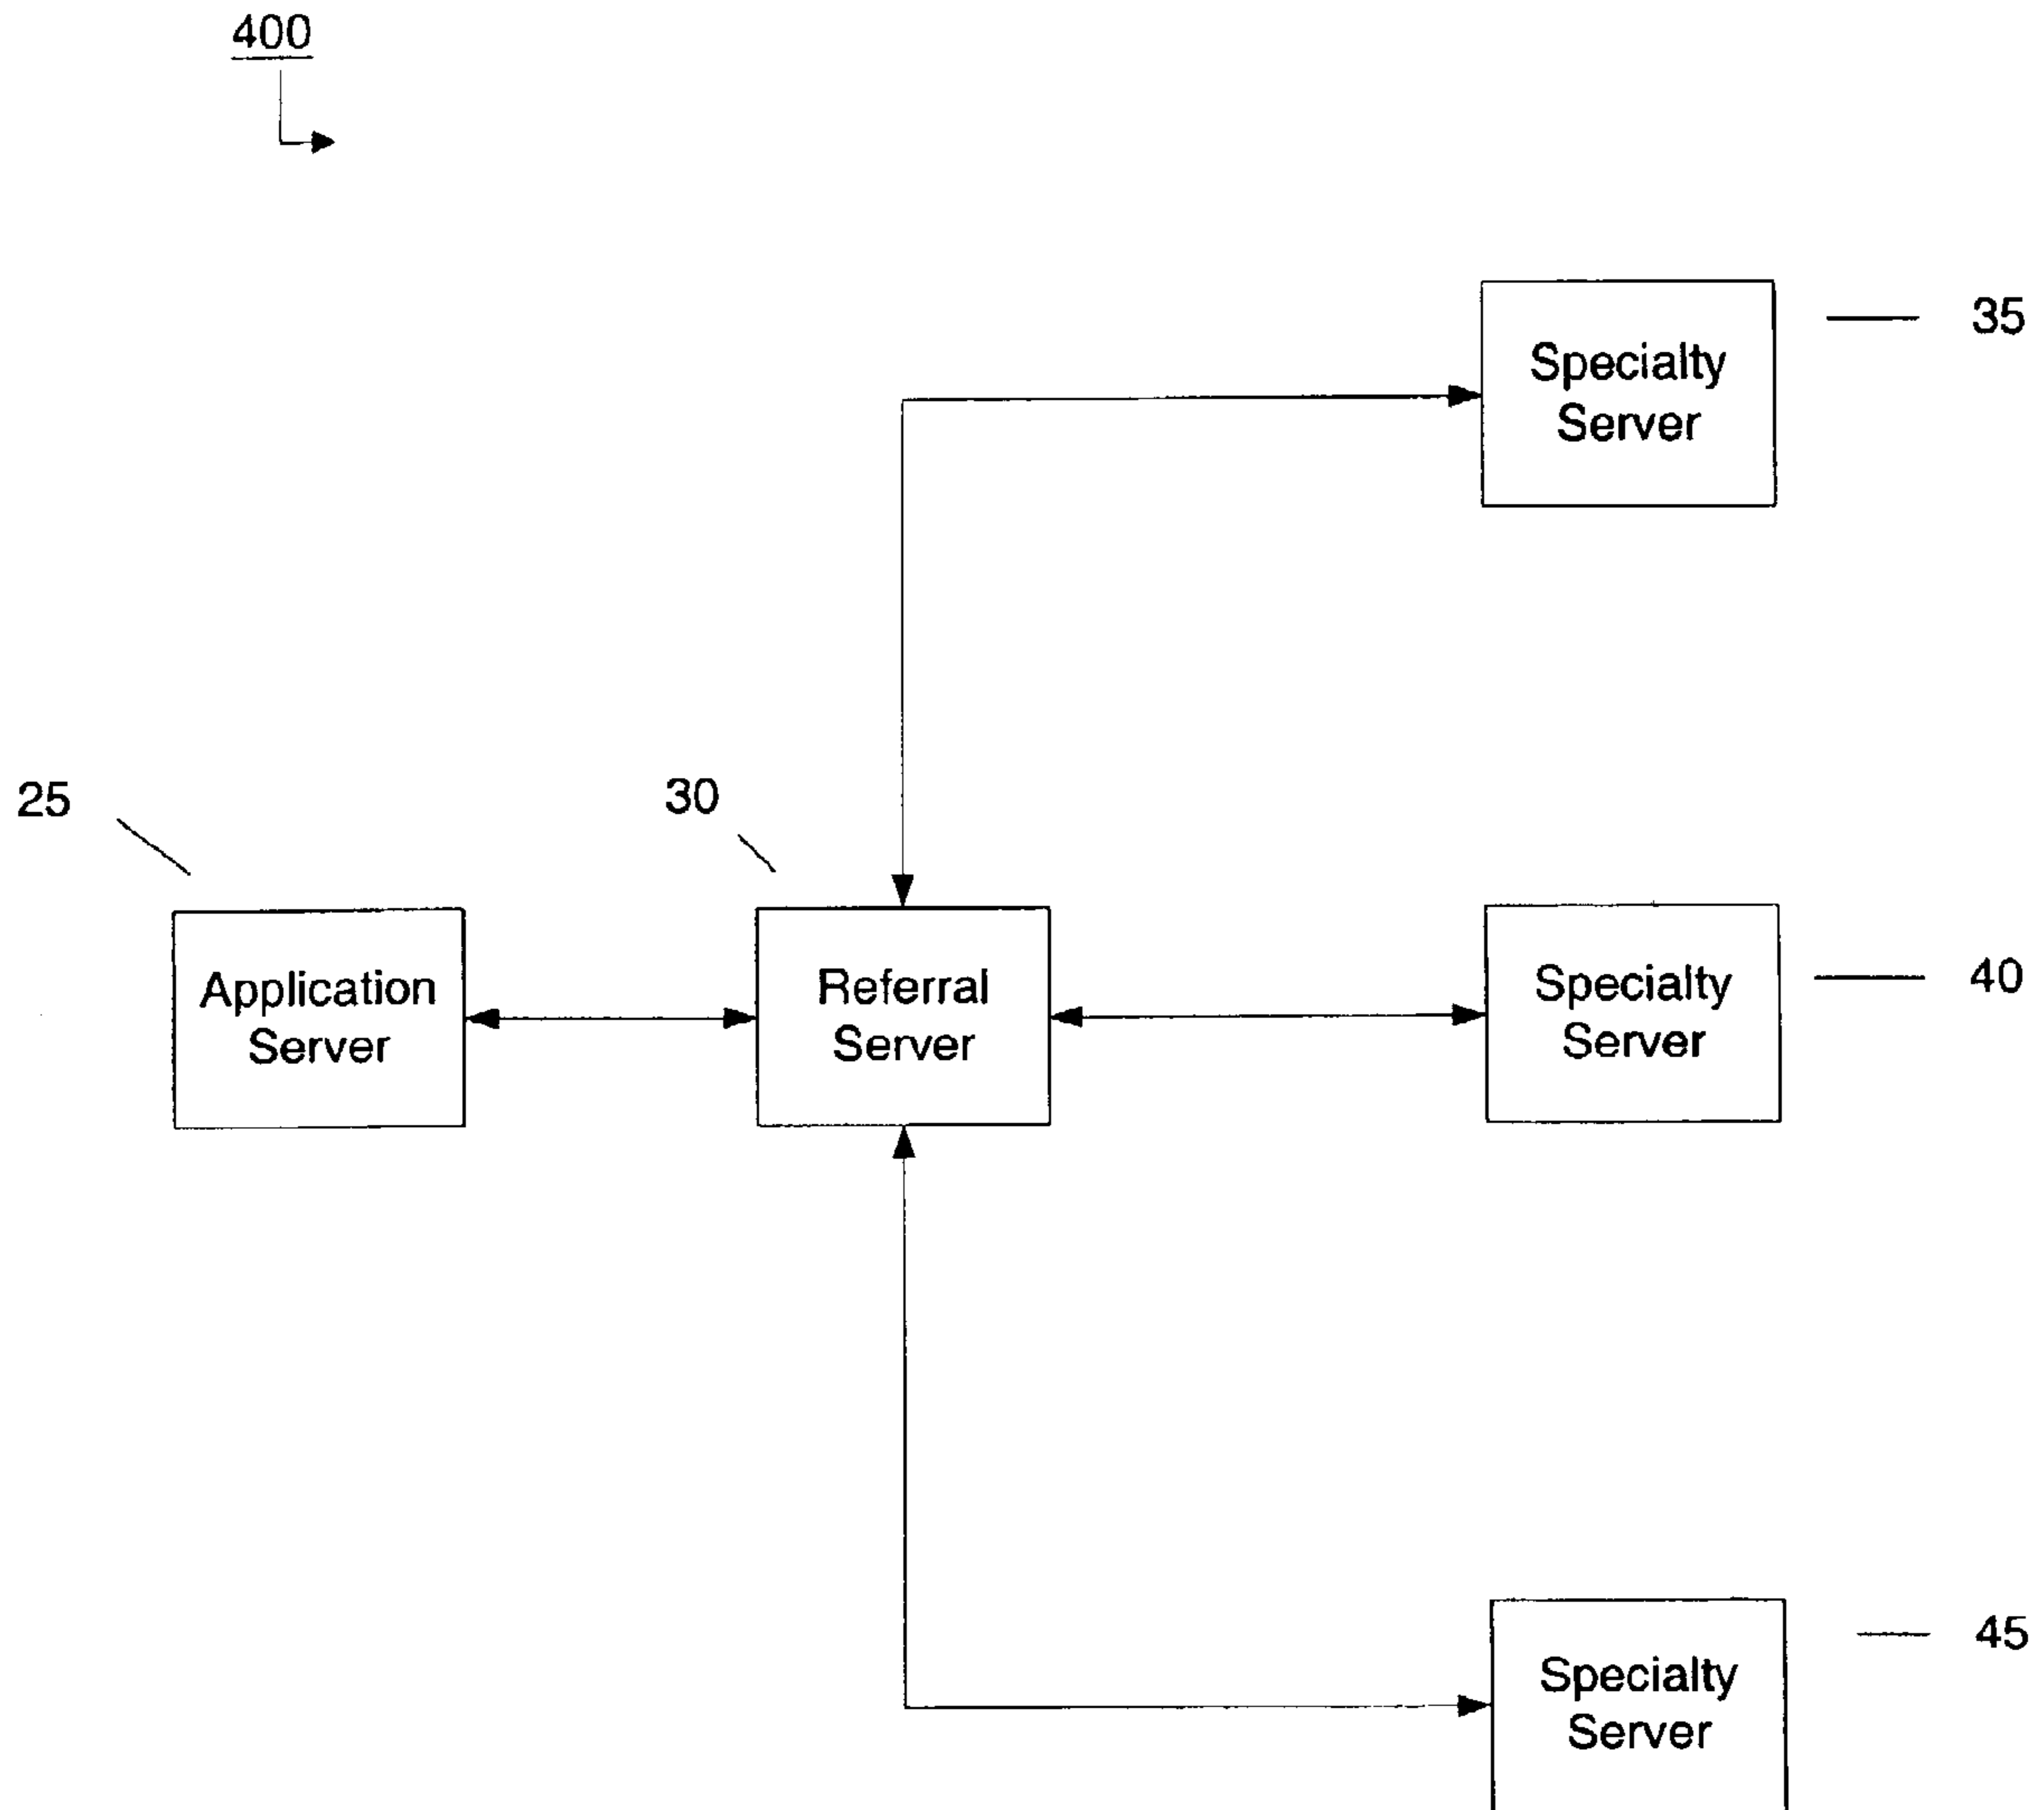 400
35
Specialty
Server
25
30
Application
Server
Referral
Server
Specialty
Server
40
45
Specialty
Server